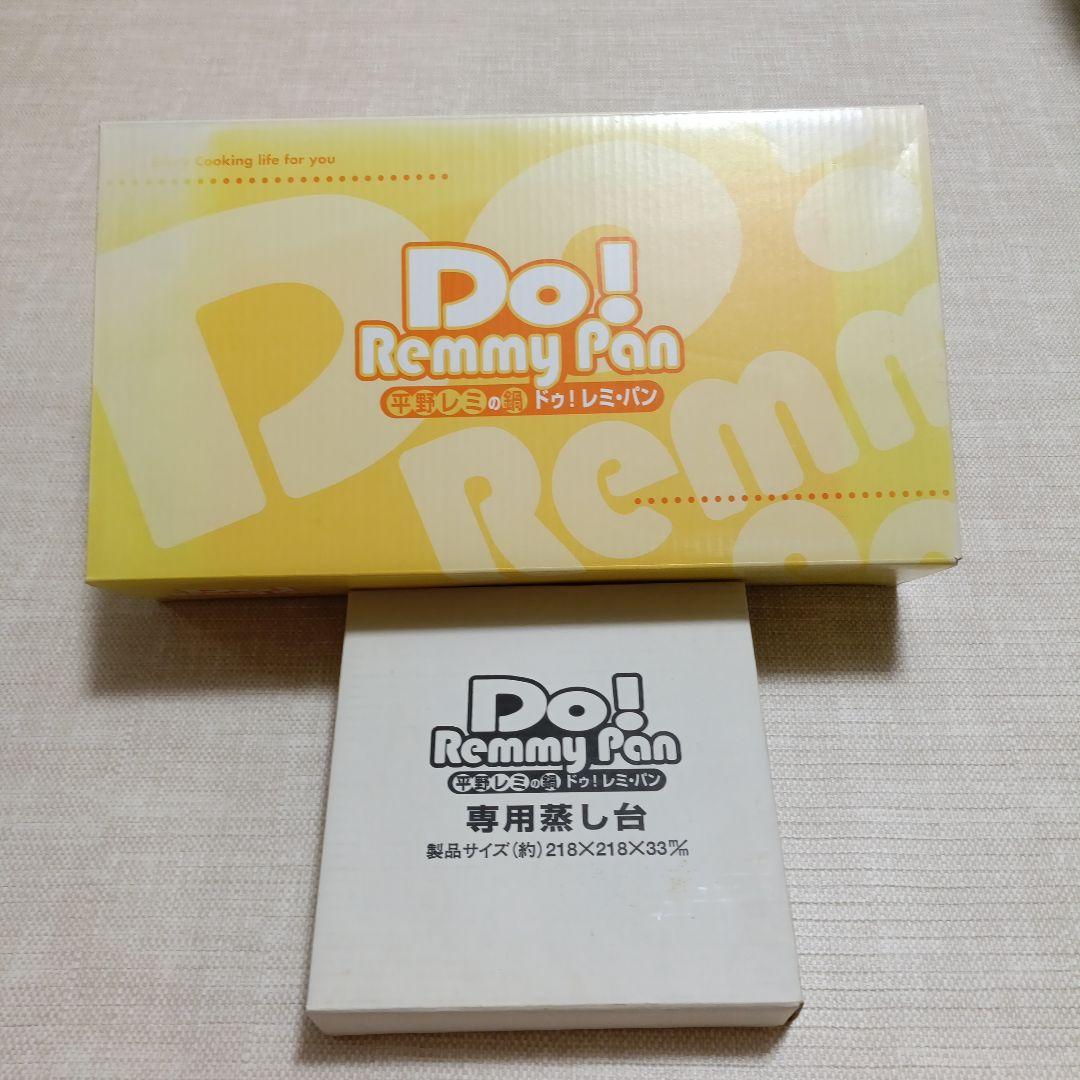 Cooking life for you
Do!
Remmy Pan
平野レミの鍋 ドゥ!レミ・パン
Do!
Remm
Do!
Remmy Pan
平野レミの鍋 ドゥ!レミ・パン
専用蒸し台
製品サイズ(約)218×218×33m/m